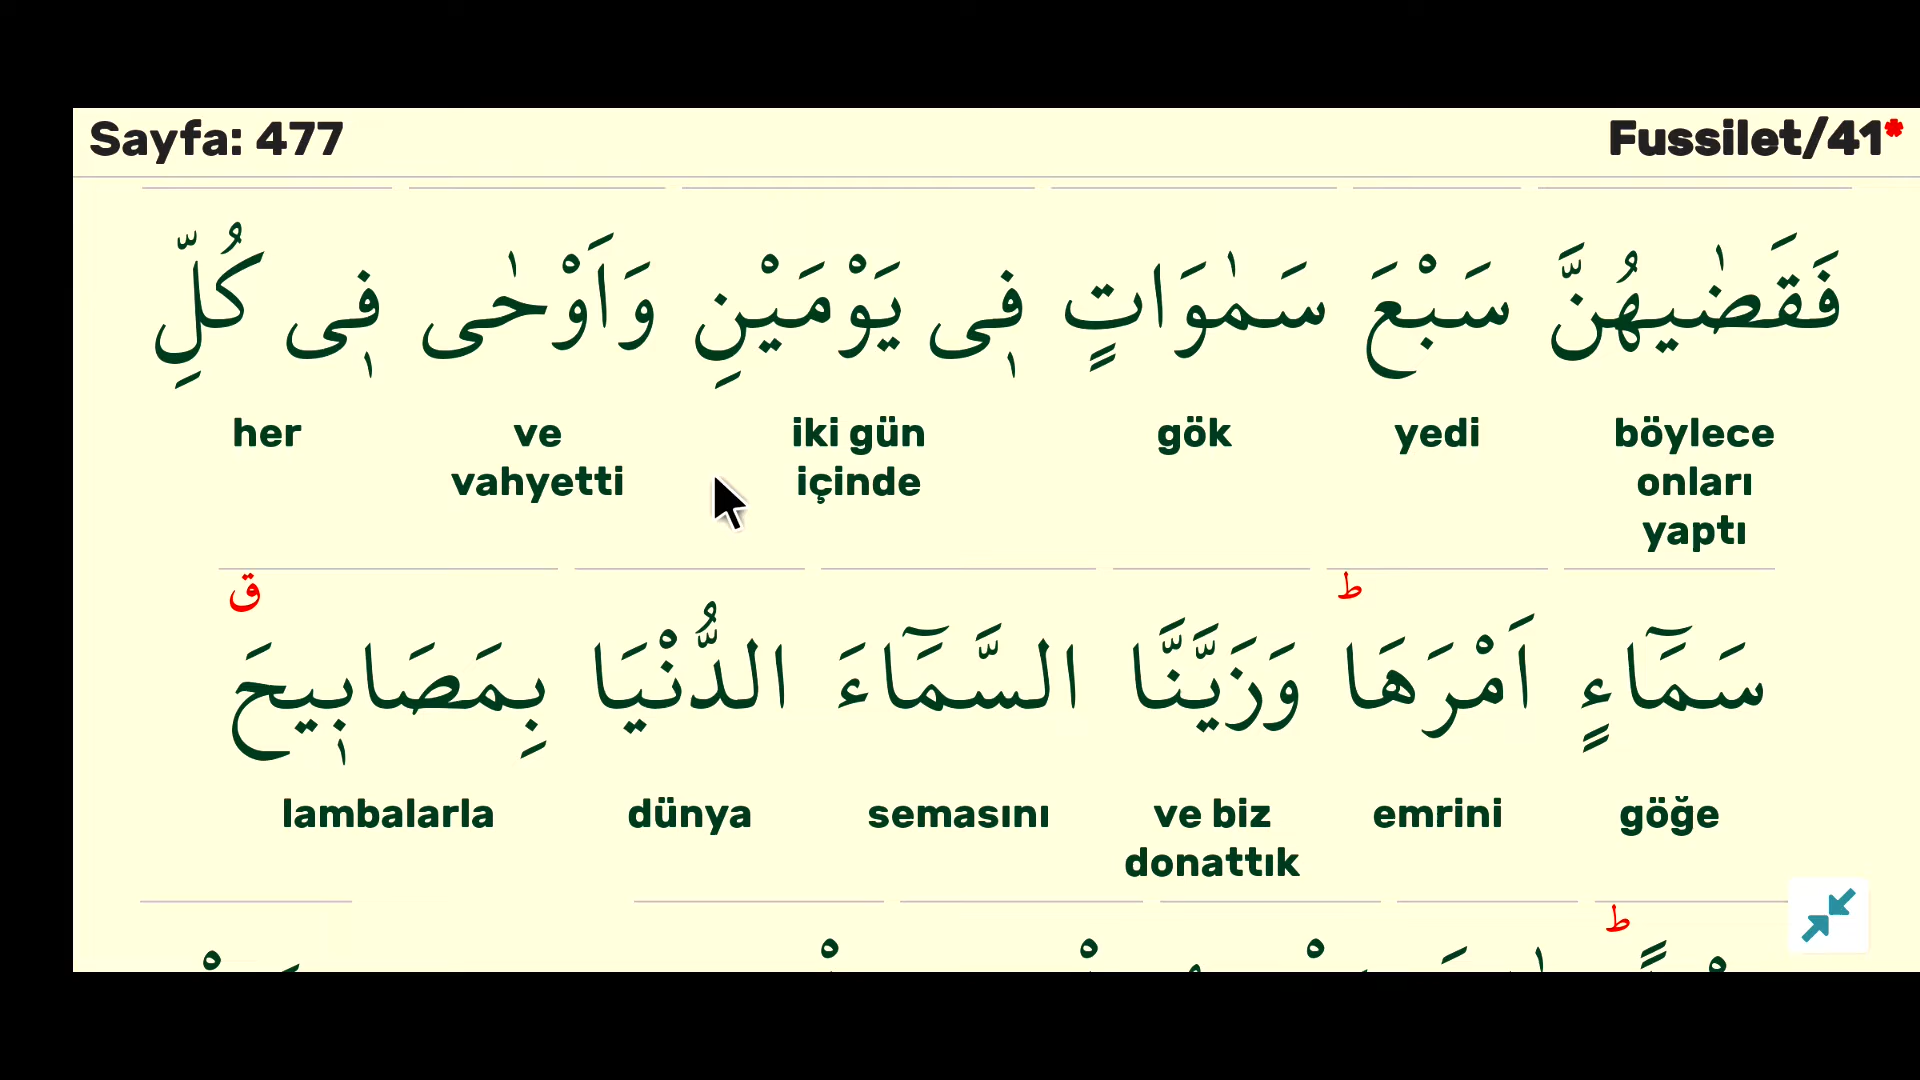 Sayfa: 477
Fussilet/41*
فَقَضٰيهُنَّ سَبْعَ سَمٰوَاتٍ فٖى يَوْمَيْنِ وَاَوْحٰى فٖى كُلِّ
böylece onları yaptı
yedi
gök
iki gün içinde
ve vahyetti
her
سَمَٓاءٍ اَمْرَهَاۜ وَزَيَّنَّا السَّمَٓاءَ الدُّنْيَا بِمَصَابٖيحَۗ
göğe
emrini
ve biz donattık
semasını
dünya
lambalarla